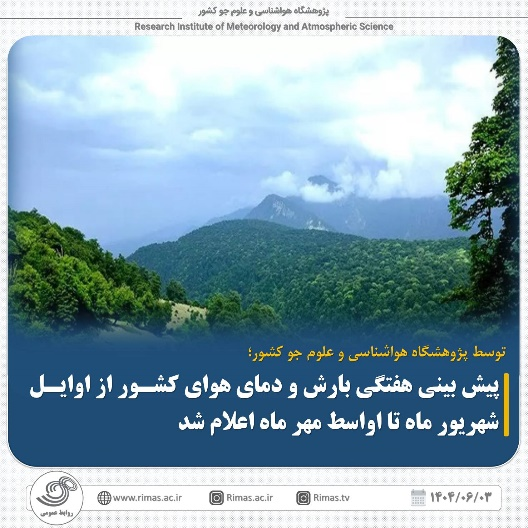 پژوهشگاه هواشناسی و علوم جو کشور
Research Institute of Meteorology and Atmospheric Science
توسط پژوهشگاه هواشناسی و علوم جو کشور؛
پیش بینی هفتگی بارش و دمای هوای کشور از اوایل
شهریور ماه تا اواسط مهر ماه اعلام شد
روابط عمومی
www.rimas.ac.ir
Rimas.ac.ir
Rimas.tv
۱۴۰۴/۰۶/۰۳